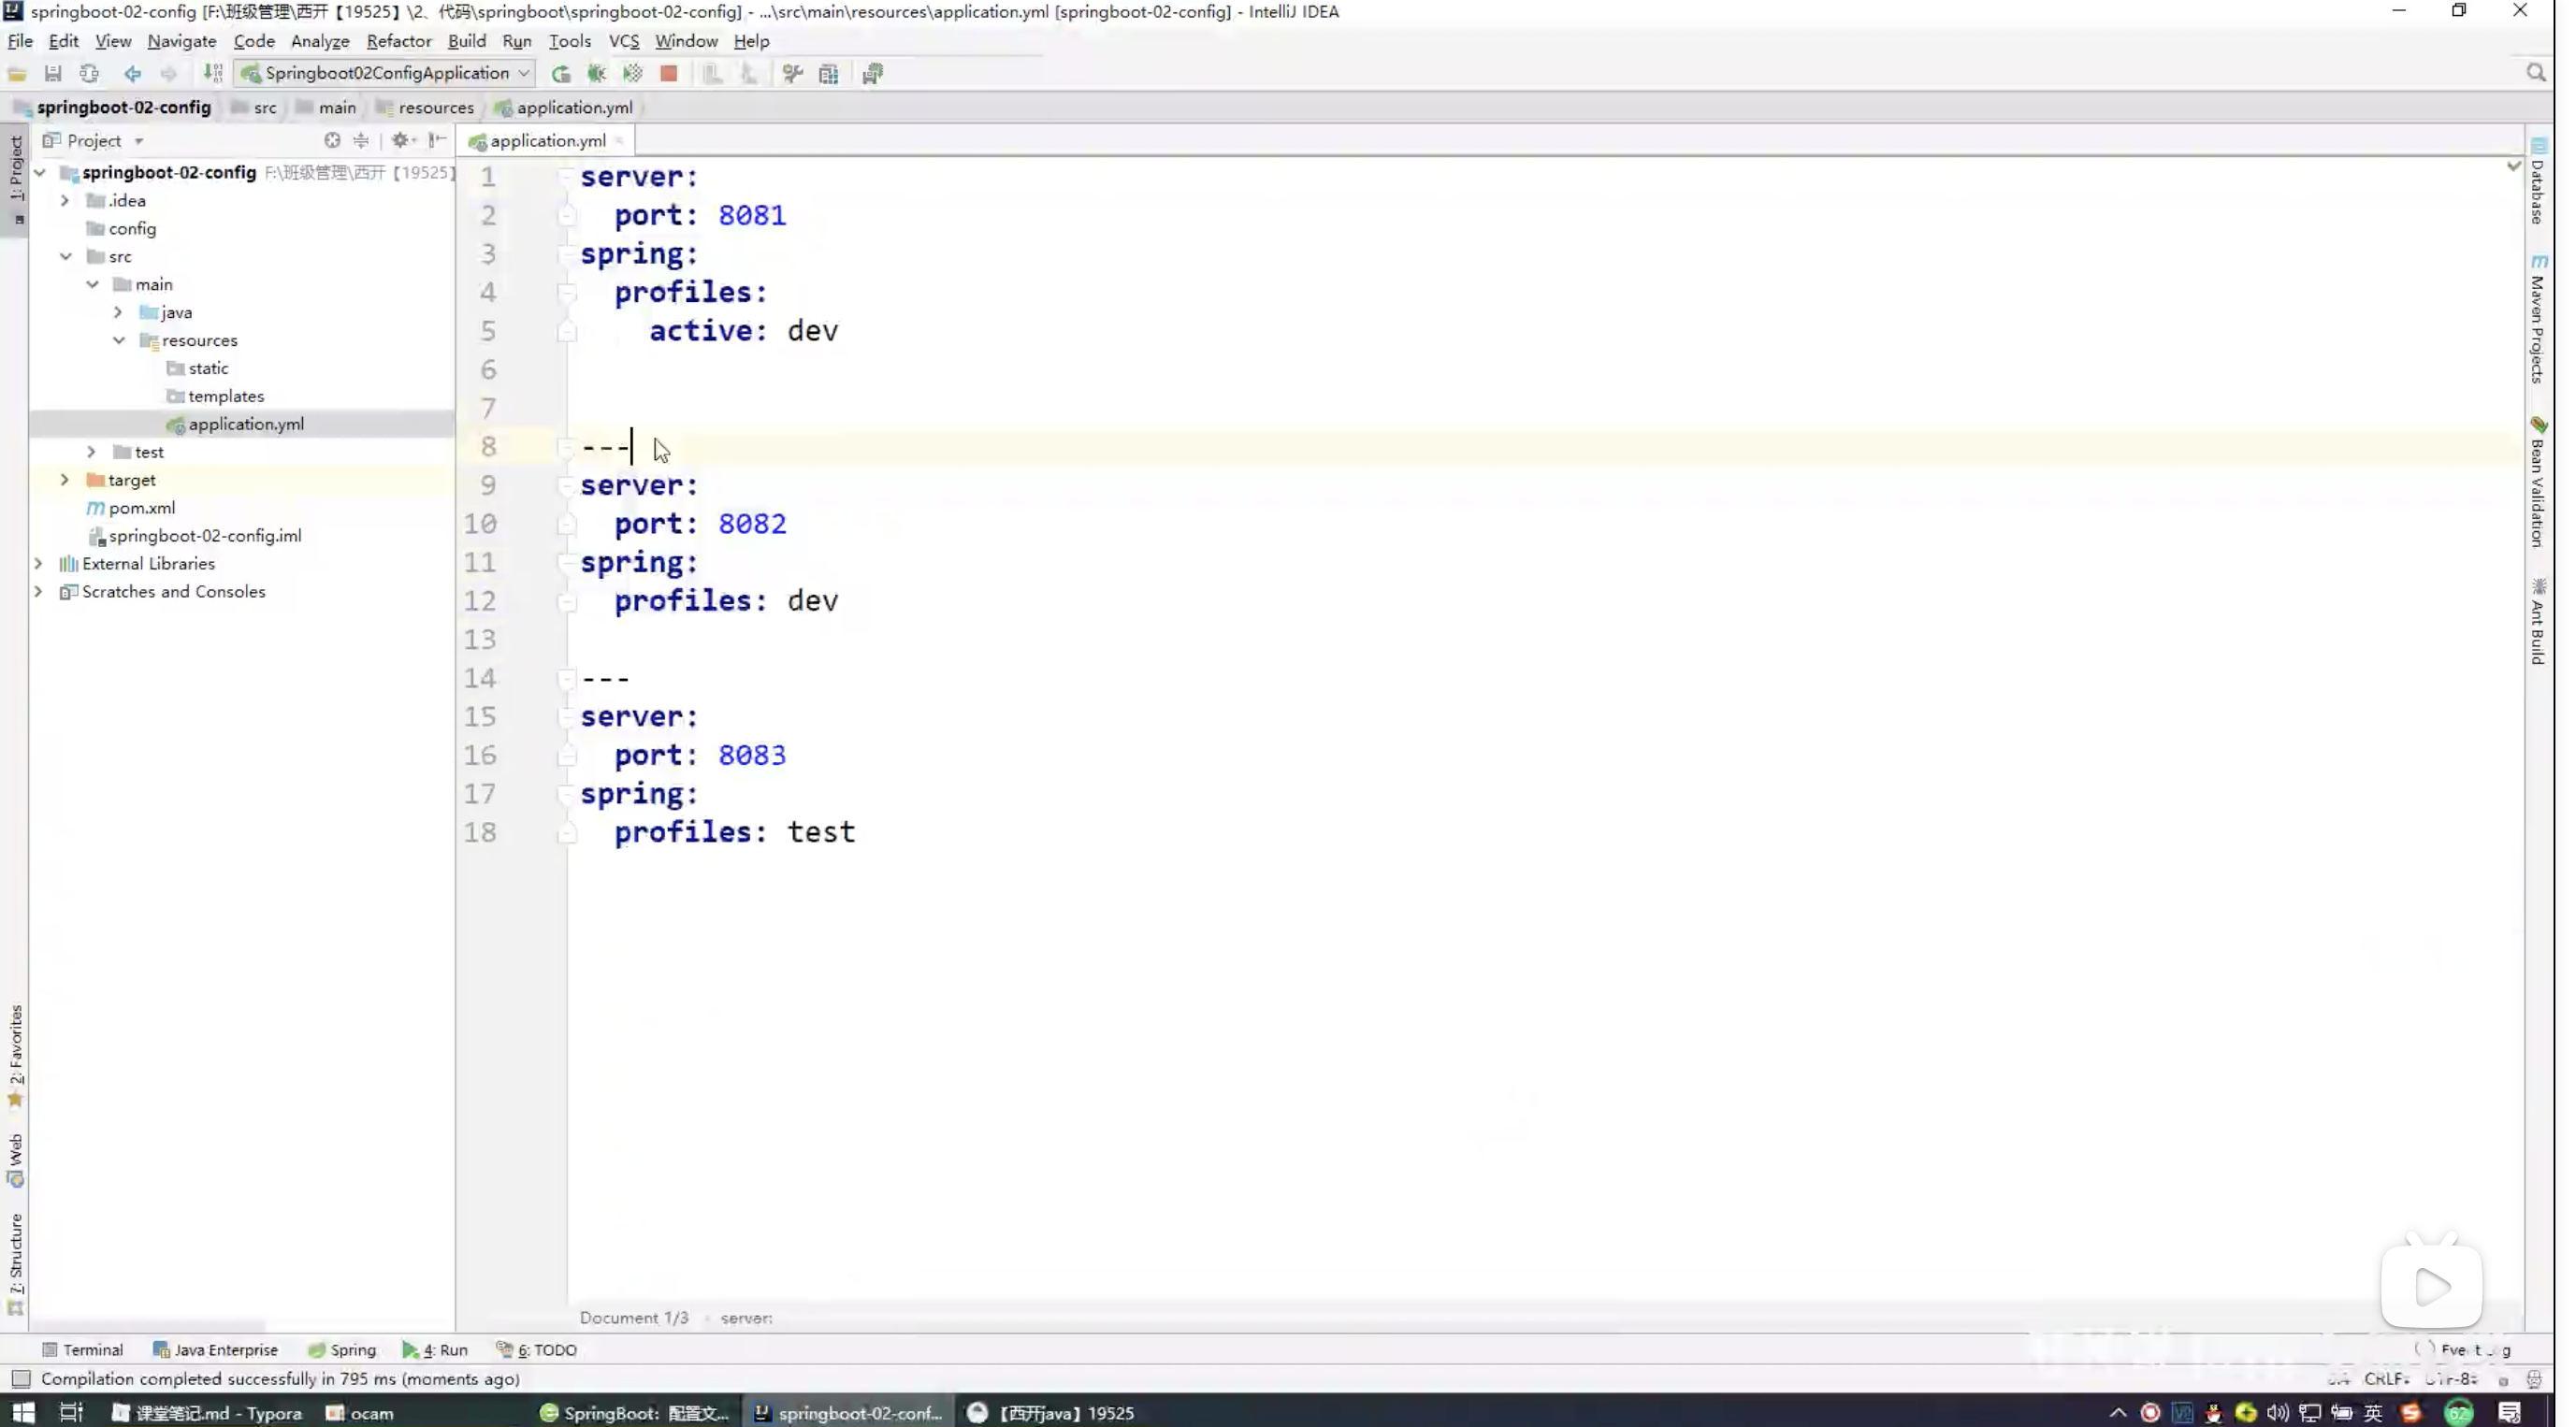 springboot-02-config [F:\班级管理\西开【19525】\2、代码\springboot\springboot-02-config] - ...\src\main\resources\application.yml [springboot-02-config] - IntelliJ IDEA
File Edit View Navigate Code Analyze Refactor Build Run Tools VCS Window Help
Springboot02ConfigApplication
springboot-02-config src main resources application.yml
Project
application.yml
1: Project
springboot-02-config F:\班级管理\西开【19525】
.idea
config
src
main
java
resources
static
templates
application.yml
test
target
pom.xml
springboot-02-config.iml
External Libraries
Scratches and Consoles
1 server:
2   port: 8081
3 spring:
4   profiles:
5     active: dev
6
7
8 ---
9 server:
10   port: 8082
11 spring:
12   profiles: dev
13
14 ---
15 server:
16   port: 8083
17 spring:
18   profiles: test
Database
Maven Projects
Bean Validation
Ant Build
2: Favorites
Web
7: Structure
Document 1/3 server:
Terminal Java Enterprise Spring 4: Run 6: TODO
Compilation completed successfully in 795 ms (moments ago)
CRLF
课堂笔记.md - Typora ocam SpringBoot: 配置文... springboot-02-conf... 【西开java】19525
英
62